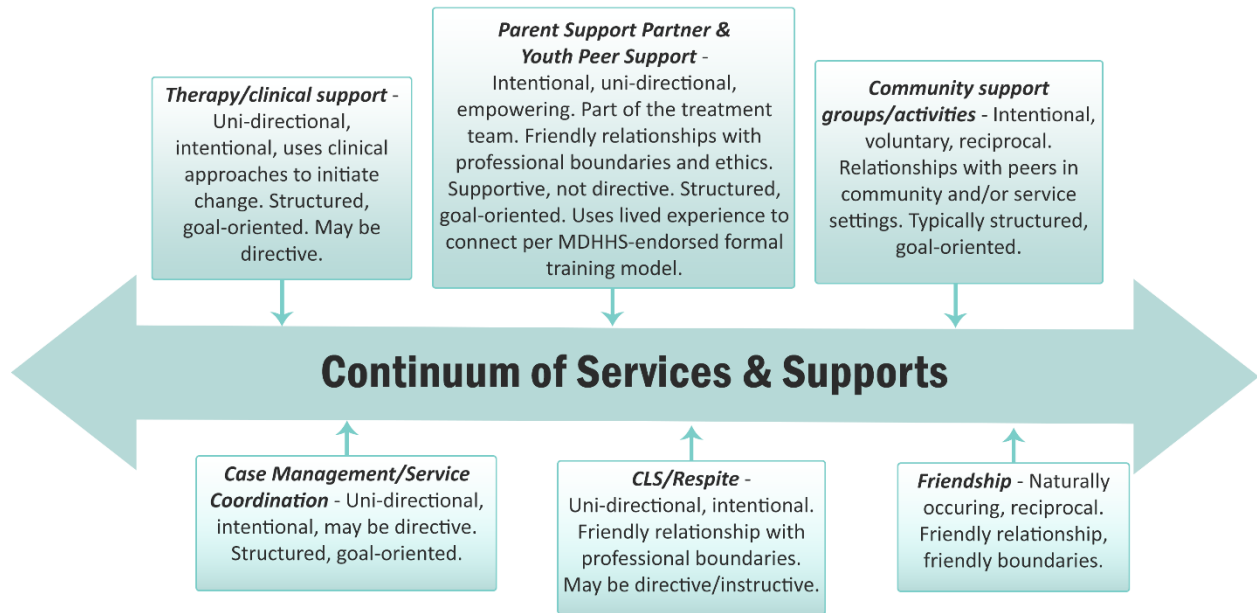 Therapy/clinical support -
Uni-directional,
intentional, uses clinical
approaches to initiate
change. Structured,
goal-oriented. May be
directive.
Parent Support Partner &
Youth Peer Support -
Intentional, uni-directional,
empowering. Part of the treatment
team. Friendly relationships with
professional boundaries and ethics.
Supportive, not directive. Structured,
goal-oriented. Uses lived experience to
connect per MDHHS-endorsed formal
training model.
Community support
groups/activities - Intentional,
voluntary, reciprocal.
Relationships with peers in
community and/or service
settings. Typically structured,
goal-oriented.
Continuum of Services & Supports
Case Management/Service
Coordination - Uni-directional,
intentional, may be directive.
Structured, goal-oriented.
CLS/Respite -
Uni-directional, intentional.
Friendly relationship with
professional boundaries.
May be directive/instructive.
Friendship - Naturally
occuring, reciprocal.
Friendly relationship,
friendly boundaries.